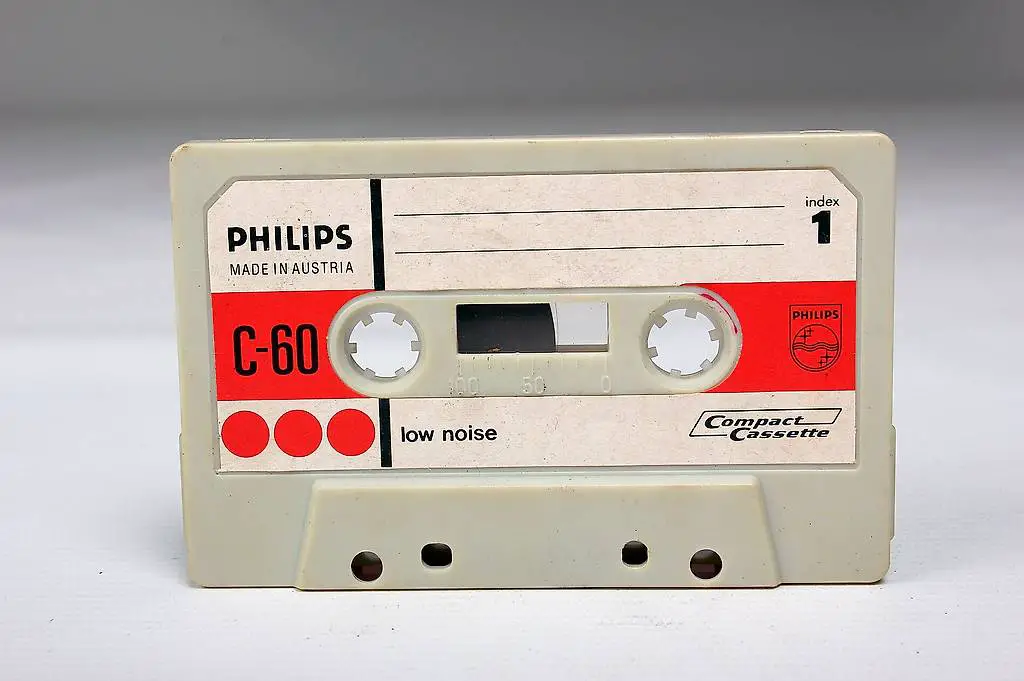 PHILIPS
MADE IN AUSTRIA
index
1
C-60
PHILIPS
100 50 0
low noise
Compact
Cassette